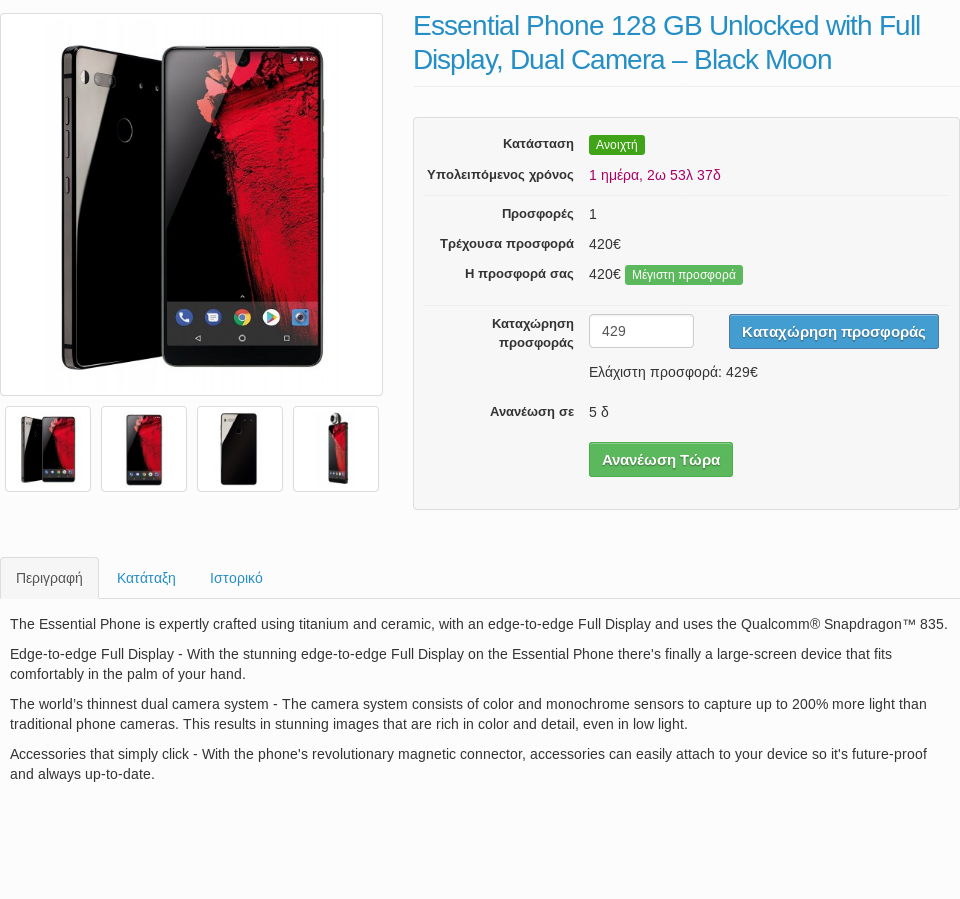 Essential Phone 128 GB Unlocked with Full
Display, Dual Camera – Black Moon
Κατάσταση Ανοιχτή
Υπολειπόμενος χρόνος 1 ημέρα, 2ω 53λ 37δ
Προσφορές 1
Τρέχουσα προσφορά 420€
Η προσφορά σας 420€ Μέγιστη προσφορά
Καταχώρηση
προσφοράς 429 Καταχώρηση προσφοράς
Ελάχιστη προσφορά: 429€
Ανανέωση σε 5 δ
Ανανέωση Τώρα
Περιγραφή Κατάταξη Ιστορικό
The Essential Phone is expertly crafted using titanium and ceramic, with an edge-to-edge Full Display and uses the Qualcomm® Snapdragon™ 835.
Edge-to-edge Full Display - With the stunning edge-to-edge Full Display on the Essential Phone there's finally a large-screen device that fits
comfortably in the palm of your hand.
The world’s thinnest dual camera system - The camera system consists of color and monochrome sensors to capture up to 200% more light than
traditional phone cameras. This results in stunning images that are rich in color and detail, even in low light.
Accessories that simply click - With the phone's revolutionary magnetic connector, accessories can easily attach to your device so it's future-proof
and always up-to-date.